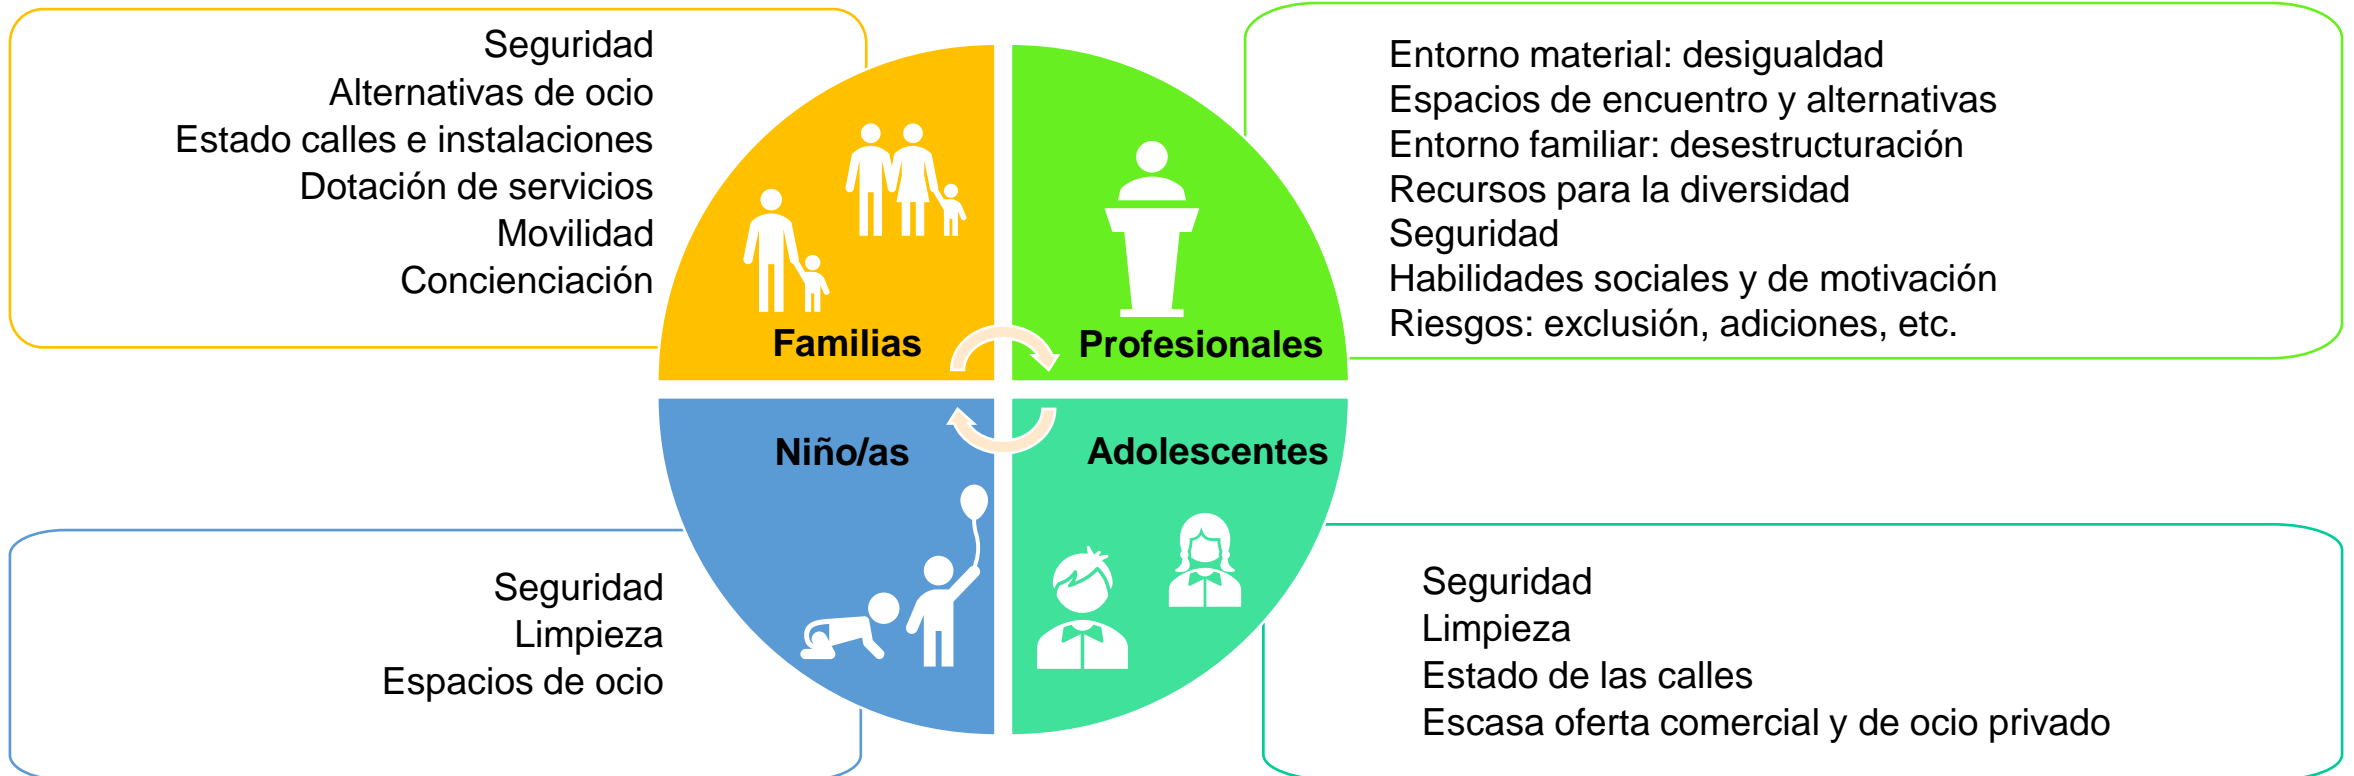 Seguridad
Alternativas de ocio
Estado calles e instalaciones
Dotación de servicios
Movilidad
Concienciación
Familias
Entorno material: desigualdad
Espacios de encuentro y alternativas
Entorno familiar: desestructuración
Recursos para la diversidad
Seguridad
Habilidades sociales y de motivación
Riesgos: exclusión, adiciones, etc.
Profesionales
Niño/as
Seguridad
Limpieza
Espacios de ocio
Adolescentes
Seguridad
Limpieza
Estado de las calles
Escasa oferta comercial y de ocio privado